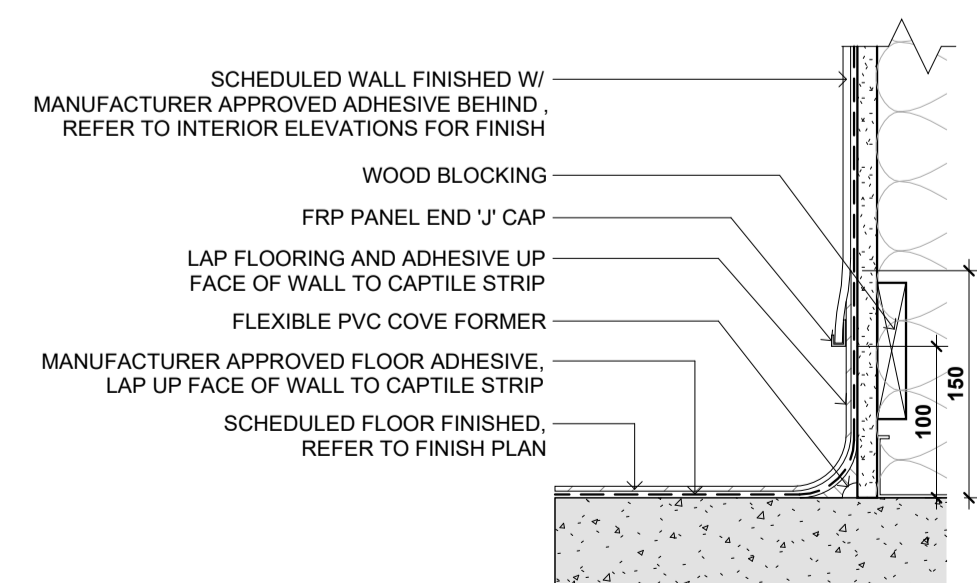 SCHEDULED WALL FINISHED W/
MANUFACTURER APPROVED ADHESIVE BEHIND ,
REFER TO INTERIOR ELEVATIONS FOR FINISH
WOOD BLOCKING
FRP PANEL END 'J' CAP
LAP FLOORING AND ADHESIVE UP
FACE OF WALL TO CAPTILE STRIP
FLEXIBLE PVC COVE FORMER
MANUFACTURER APPROVED FLOOR ADHESIVE,
LAP UP FACE OF WALL TO CAPTILE STRIP
SCHEDULED FLOOR FINISHED,
REFER TO FINISH PLAN
100
150